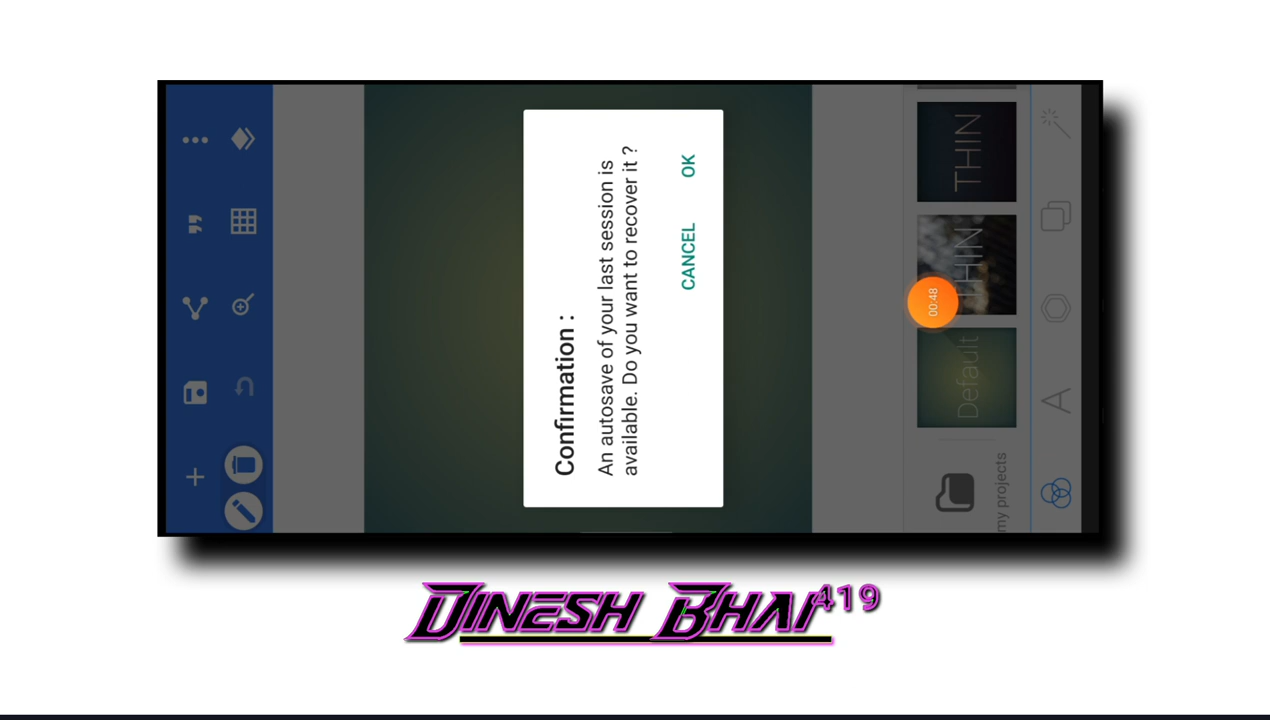 Confirmation :
An autosave of your last session is
available. Do you want to recover it ?
CANCEL OK
THIN
THIN
Default
00:48
my projects
A
DINESH BHAI 419